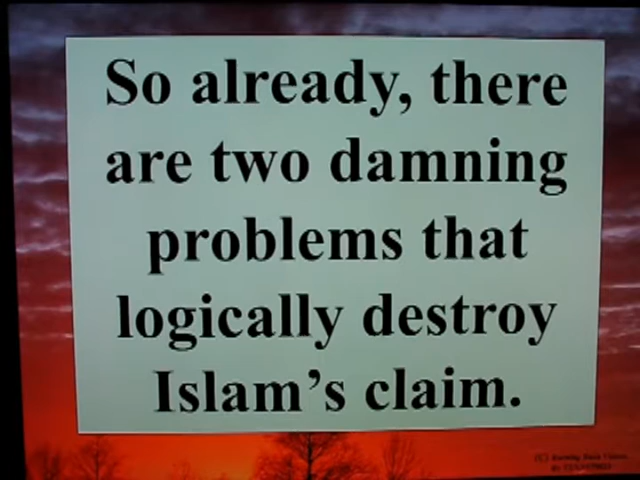 So already, there
are two damning
problems that
logically destroy
Islam's claim.